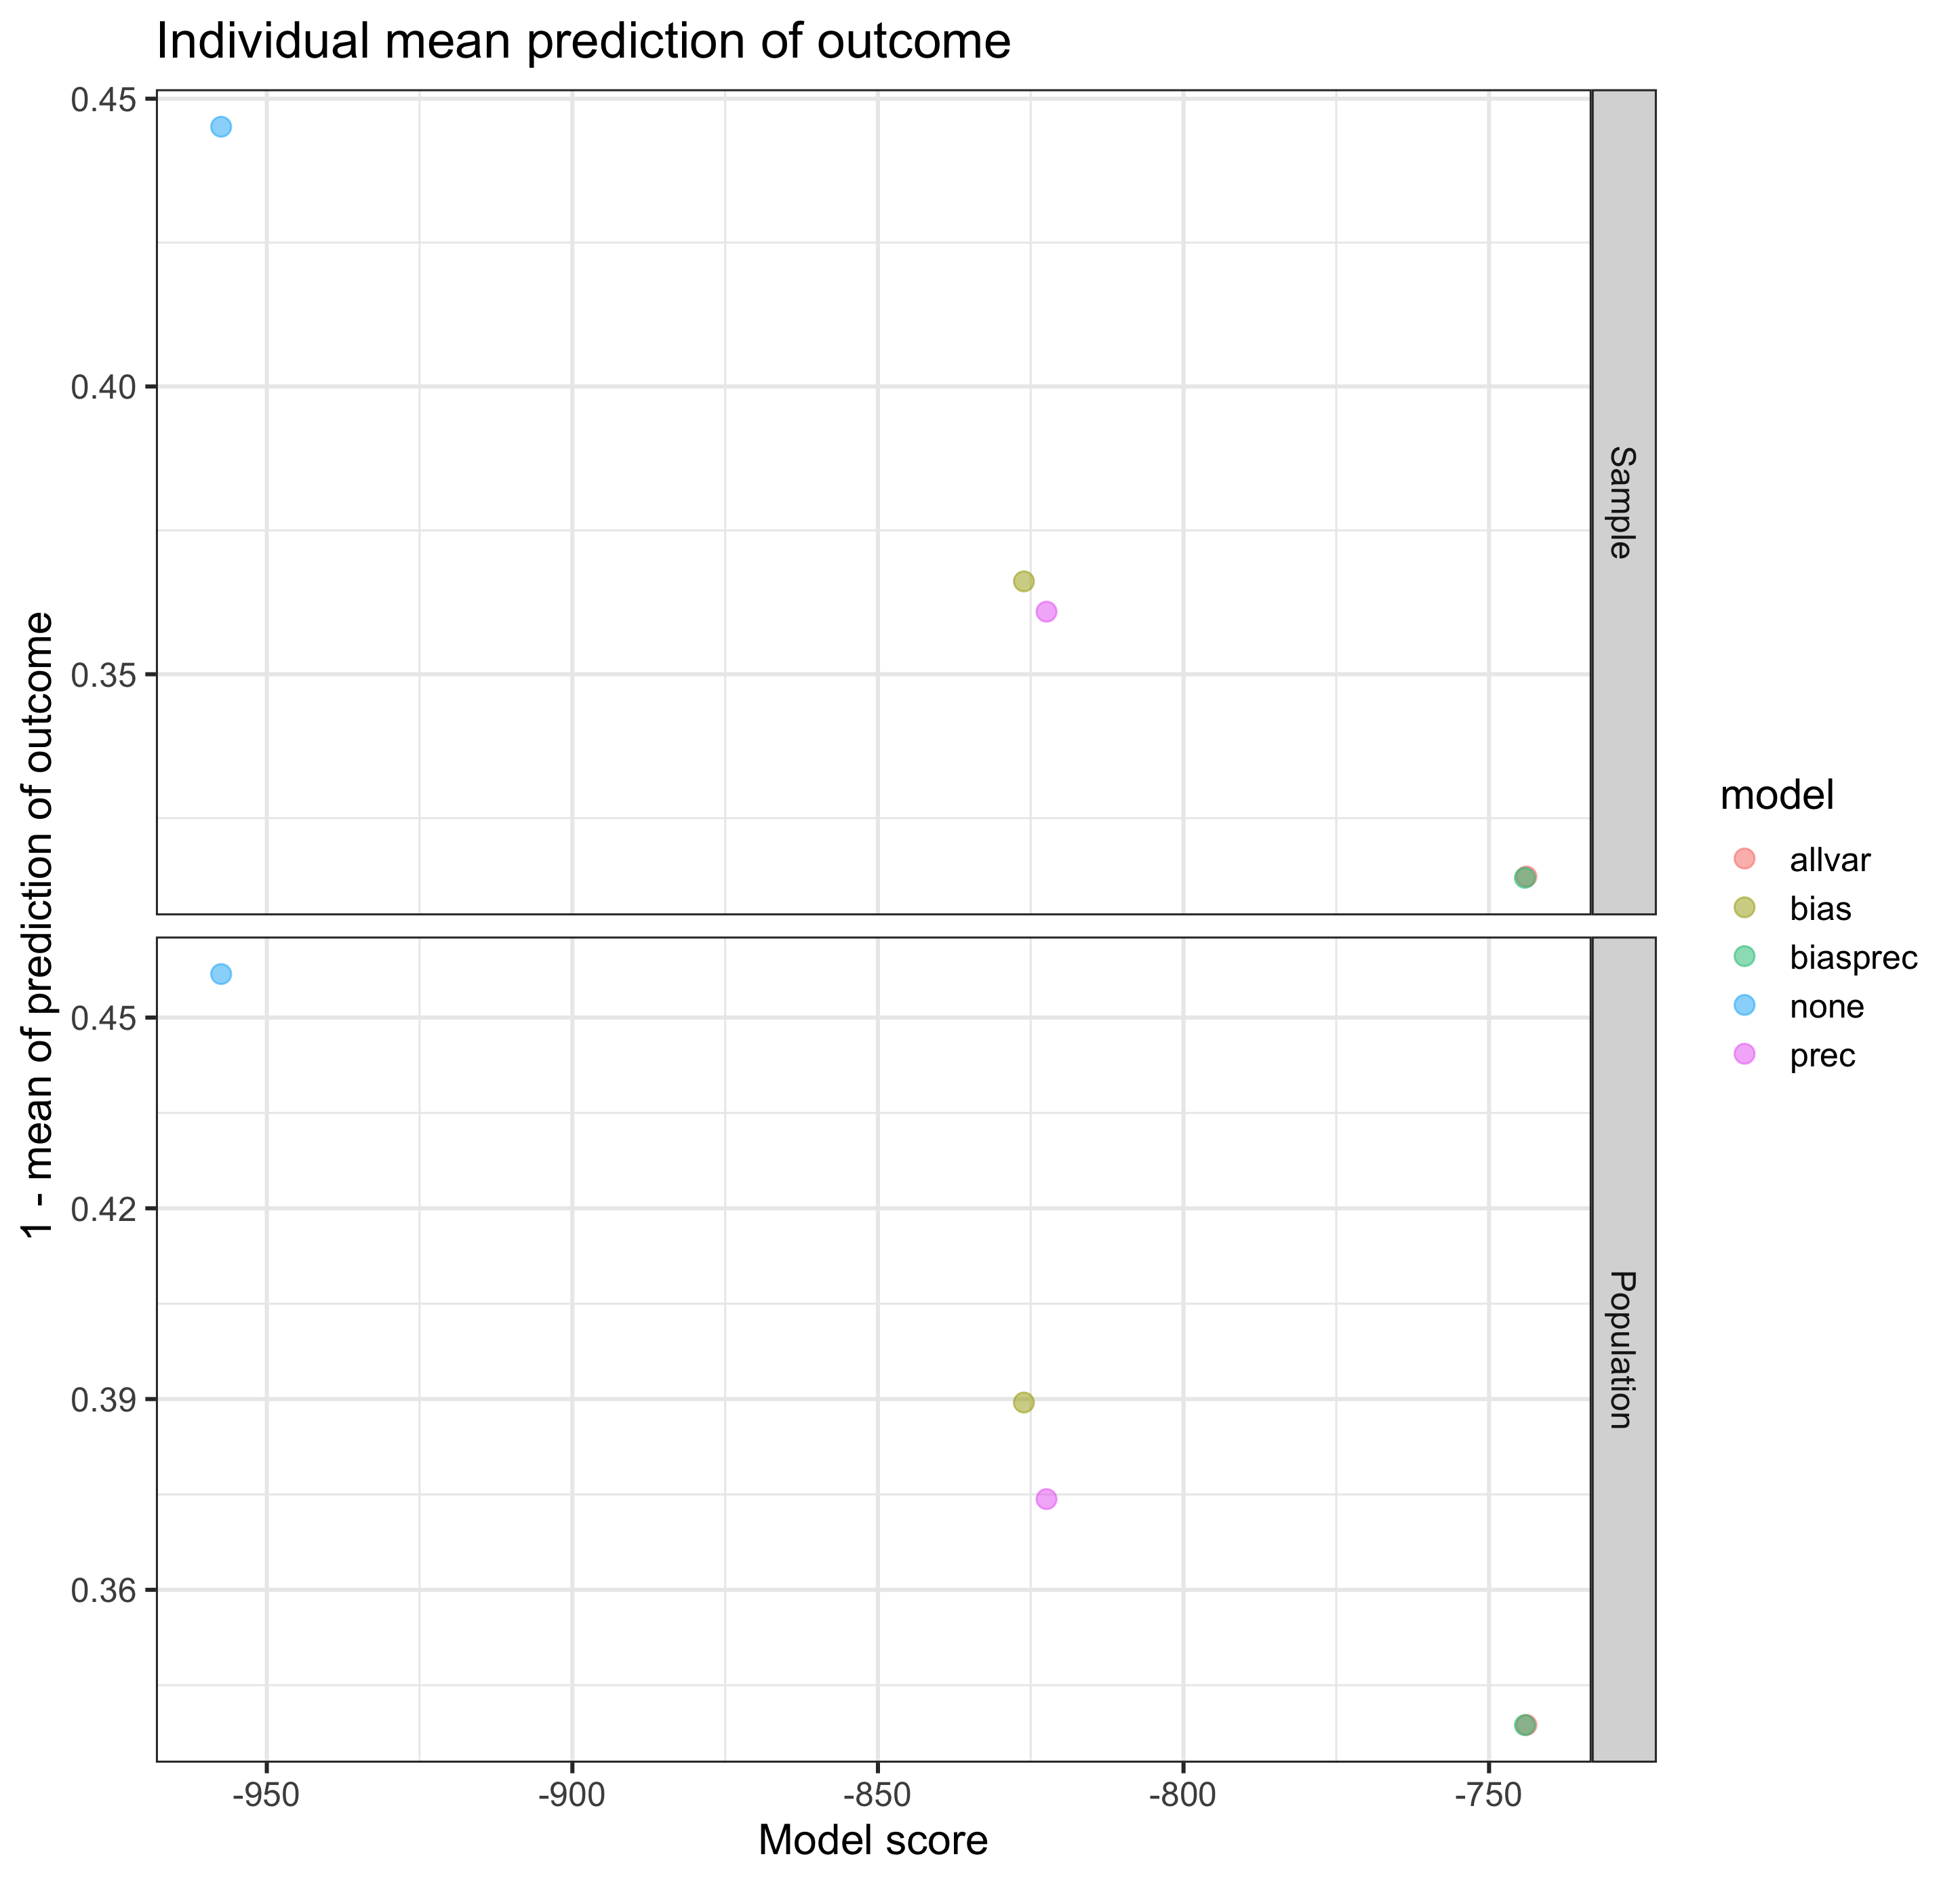 Individual mean prediction of outcome
1 - mean of prediction of outcome
0.45
0.40
0.35
Sample
0.45
0.42
0.39
0.36
Population
-950
-900
-850
-800
-750
Model score
model
allvar
bias
biasprec
none
prec